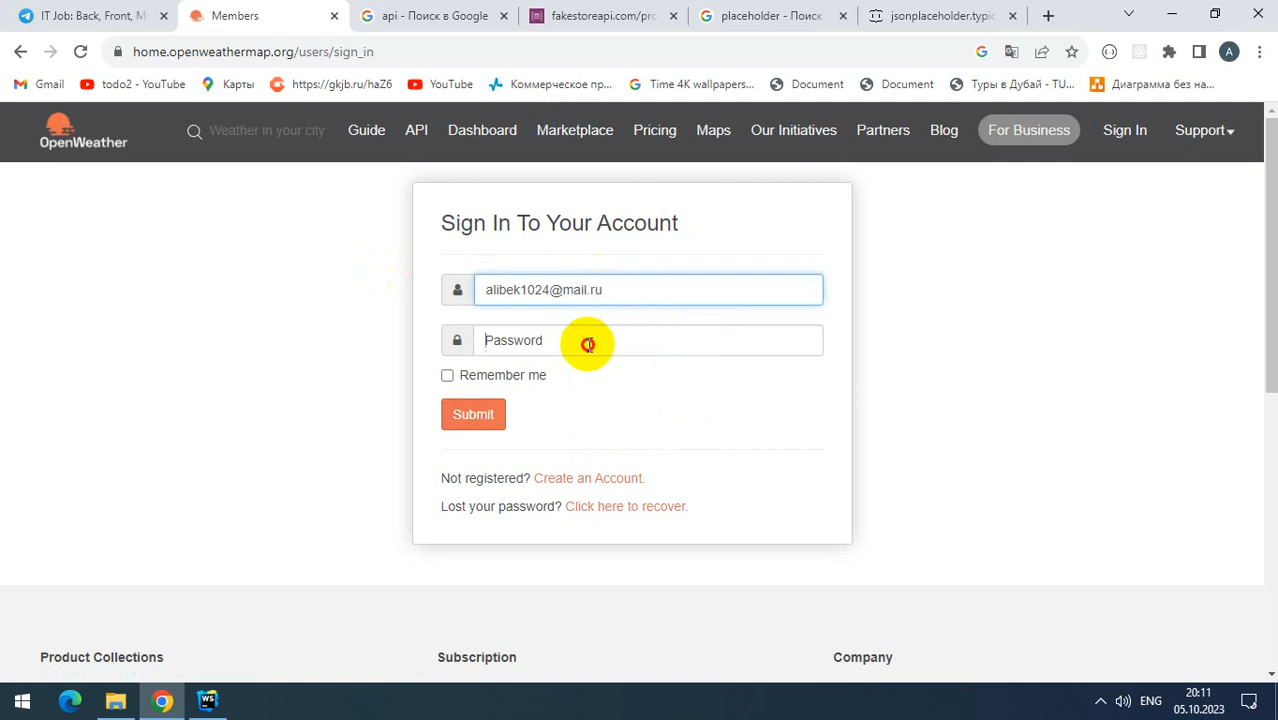 IT Job: Back, Front, M
Members
api - Поиск в Google
fakestoreapi.com/pro
placeholder - Поиск
jsonplaceholder.typic
home.openweathermap.org/users/sign_in
A
Gmail
todo2 - YouTube
Карты
https://gkjb.ru/haZ6
YouTube
Коммерческое пр...
Time 4K wallpapers...
Document
Document
Туры в Дубай - TU...
Диаграмма без на...
OpenWeather
Weather in your city
Guide
API
Dashboard
Marketplace
Pricing
Maps
Our Initiatives
Partners
Blog
For Business
Sign In
Support
Sign In To Your Account
alibek1024@mail.ru
Password
Remember me
Submit
Not registered? Create an Account.
Lost your password? Click here to recover.
Product Collections
Subscription
Company
WS
ENG
20:11
05.10.2023